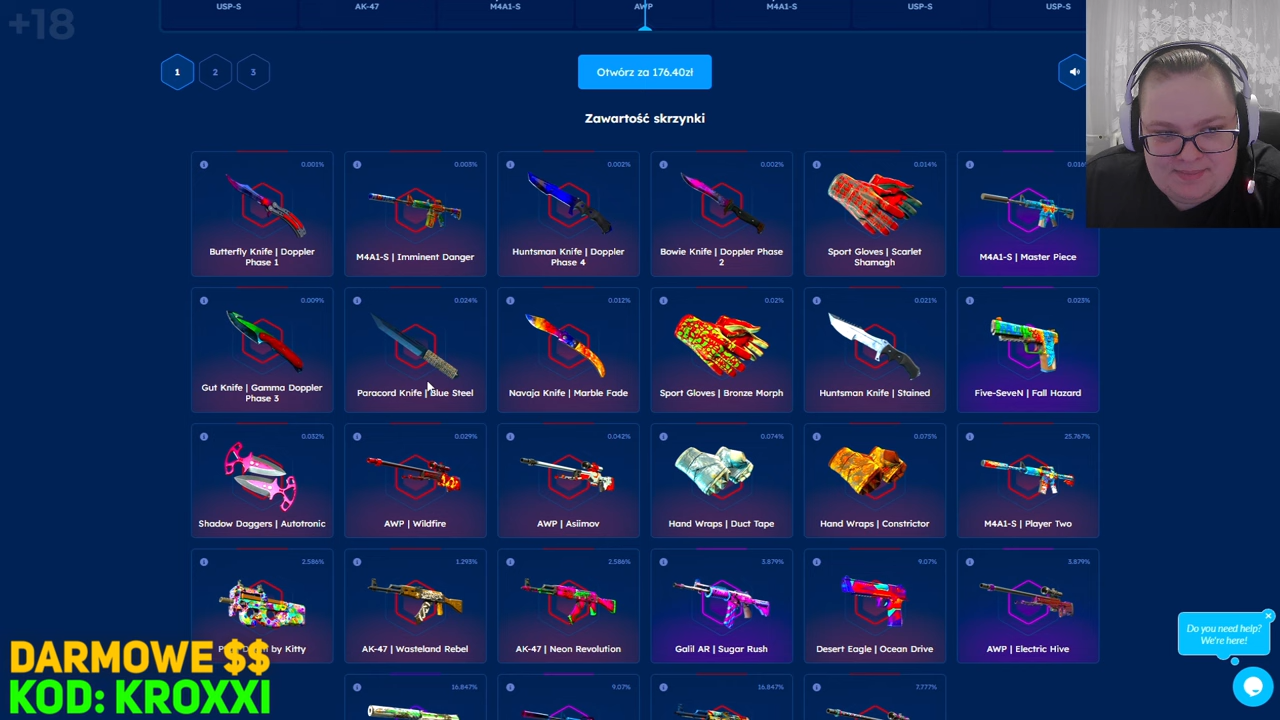 +18
USP-S
AK-47
M4A1-S
AWP
M4A1-S
USP-S
USP-S
1
2
3
Otwórz za 176.40zł
Zawartość skrzynki
0.001%
Butterfly Knife | Doppler
Phase 1
0.003%
M4A1-S | Imminent Danger
0.002%
Huntsman Knife | Doppler
Phase 4
0.002%
Bowie Knife | Doppler Phase
2
0.014%
Sport Gloves | Scarlet
Shamagh
M4A1-S | Master Piece
0.009%
Gut Knife | Gamma Doppler
Phase 3
0.024%
Paracord Knife | Blue Steel
0.012%
Navaja Knife | Marble Fade
0.02%
Sport Gloves | Bronze Morph
0.021%
Huntsman Knife | Stained
0.023%
Five-SeveN | Fall Hazard
0.032%
Shadow Daggers | Autotronic
0.029%
AWP | Wildfire
0.042%
AWP | Asiimov
0.074%
Hand Wraps | Duct Tape
0.075%
Hand Wraps | Constrictor
25.767%
M4A1-S | Player Two
2.586%
by Kitty
1.293%
AK-47 | Wasteland Rebel
2.586%
AK-47 | Neon Revolution
3.879%
Galil AR | Sugar Rush
9.07%
Desert Eagle | Ocean Drive
3.879%
AWP | Electric Hive
16.847%
9.07%
16.847%
7.777%
DARMOWE $$
KOD: KROXXI
Do you need help?
We're here!